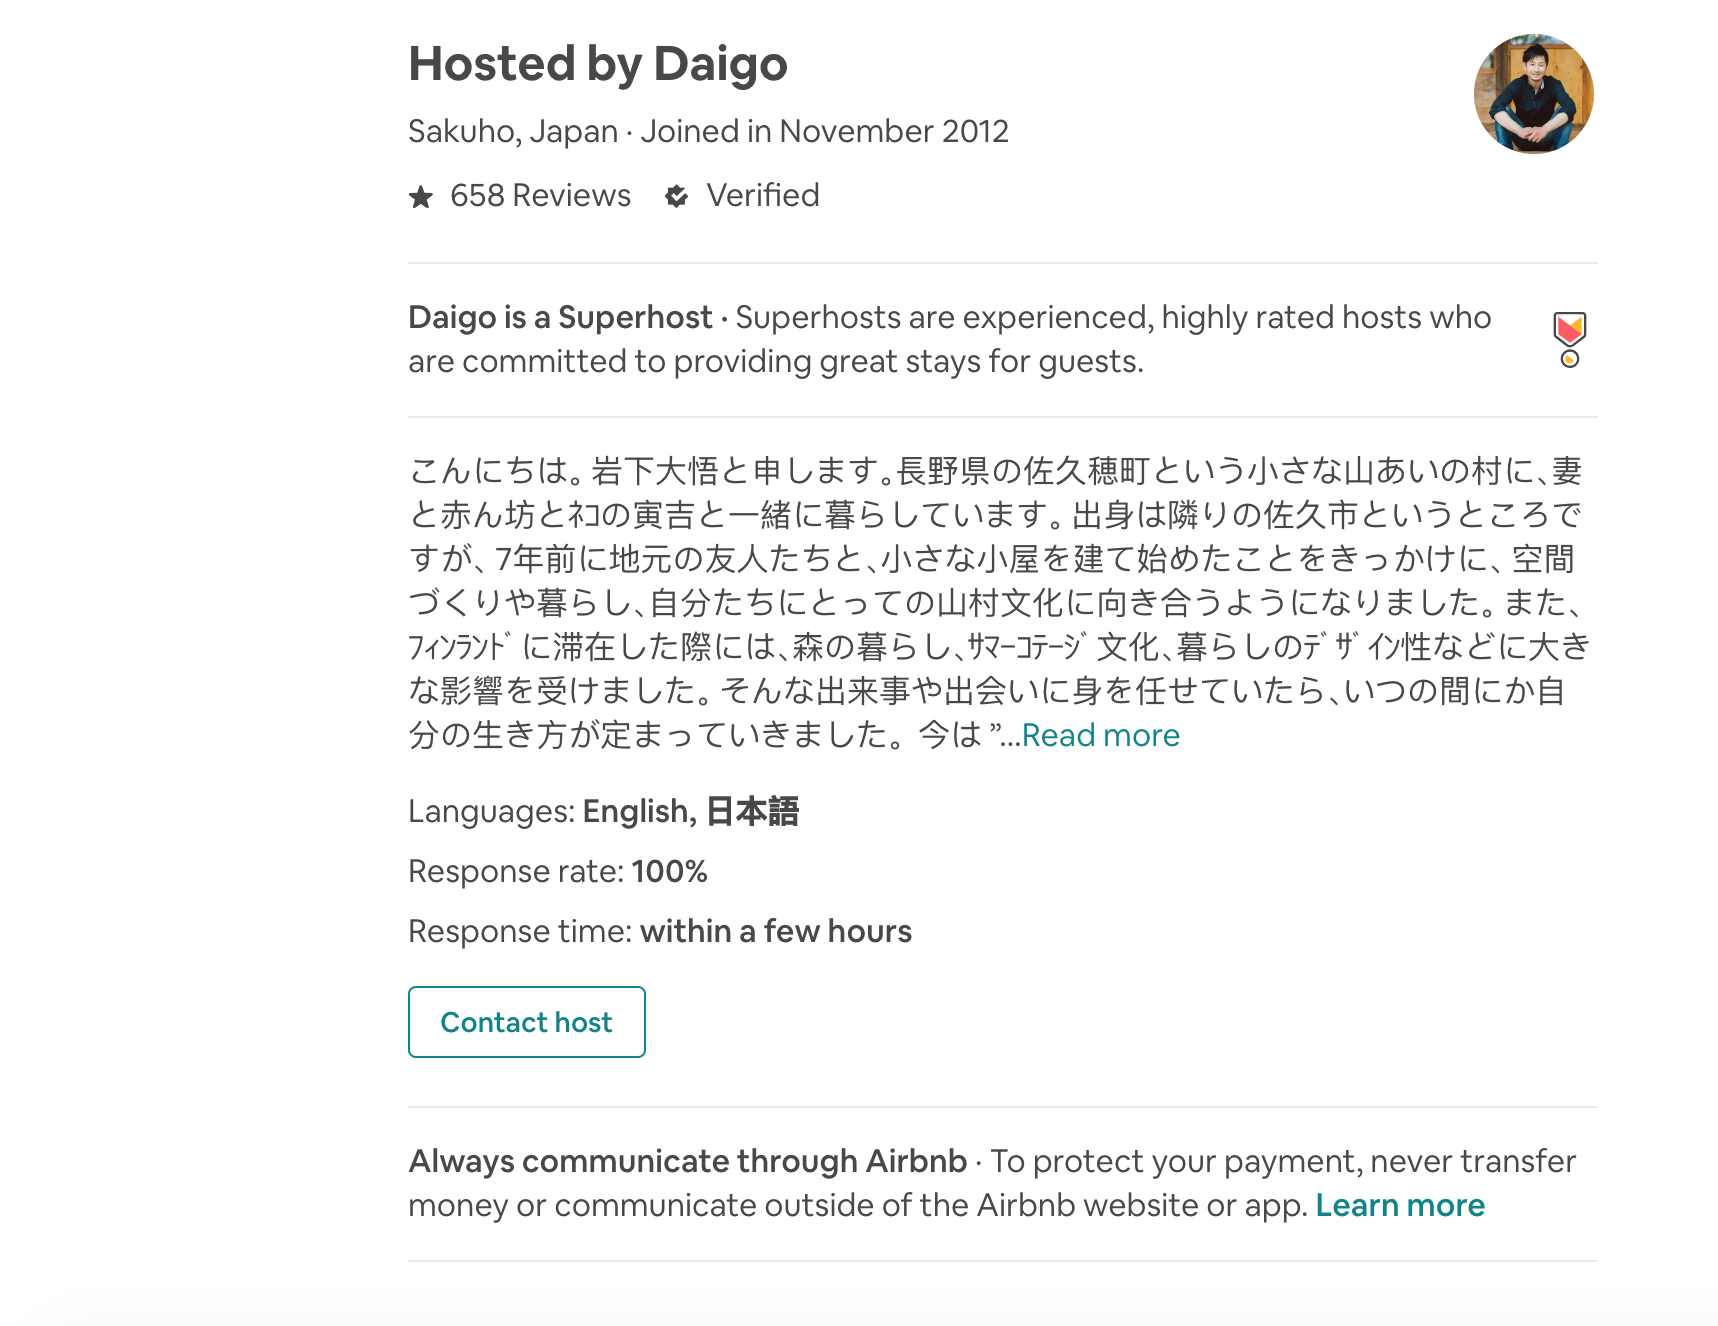 Hosted by Daigo
Sakuho, Japan · Joined in November 2012
658 Reviews Verified
Daigo is a Superhost · Superhosts are experienced, highly rated hosts who
are committed to providing great stays for guests.
こんにちは。岩下大悟と申します。長野県の佐久穂町という小さな山あいの村に、妻
と赤ん坊とﾈｺの寅吉と一緒に暮らしています。出身は隣りの佐久市というところで
すが、7年前に地元の友人たちと、小さな小屋を建て始めたことをきっかけに、空間
づくりや暮らし、自分たちにとっての山村文化に向き合うようになりました。また、
ﾌｨﾝﾗﾝﾄﾞに滞在した際には、森の暮らし、ｻﾏｰｺﾃｰｼﾞ文化、暮らしのﾃﾞｻﾞｲﾝ性などに大き
な影響を受けました。そんな出来事や出会いに身を任せていたら、いつの間にか自
分の生き方が定まっていきました。今は ”...Read more
Languages: English, 日本語
Response rate: 100%
Response time: within a few hours
Contact host
Always communicate through Airbnb · To protect your payment, never transfer
money or communicate outside of the Airbnb website or app. Learn more